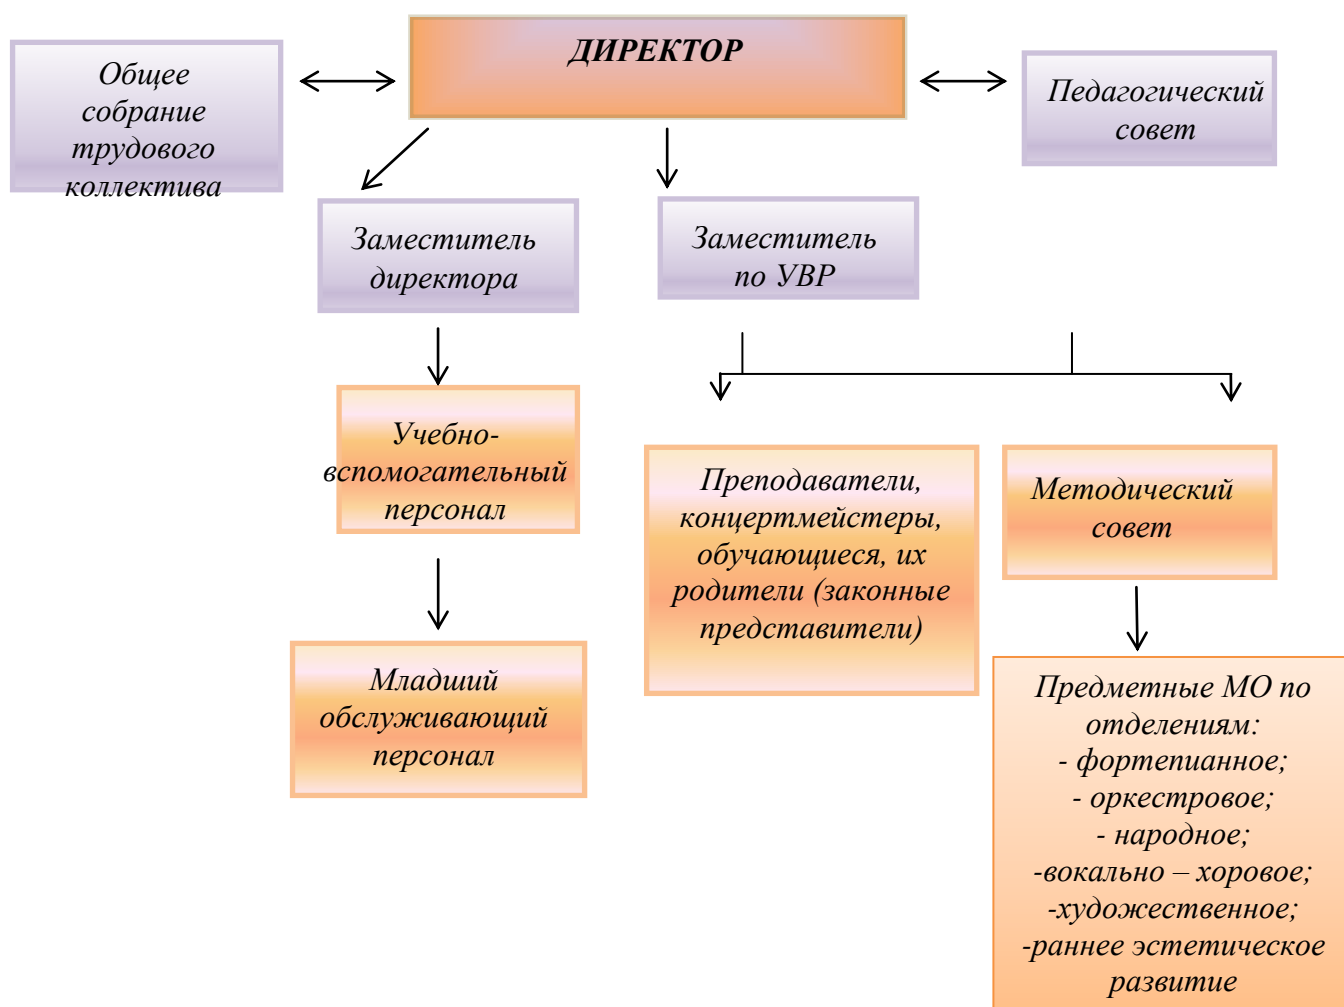 ДИРЕКТОР
Общее
собрание
трудового
коллектива
Педагогический
совет
Заместитель
директора
Заместитель
по УВР
Учебно-
вспомогательный
персонал
Преподаватели,
концертмейстеры,
обучающиеся, их
родители (законные
представители)
Методический
совет
Младший
обслуживающий
персонал
Предметные МО по
отделениям:
- фортепианное;
- оркестровое;
- народное;
-вокально – хоровое;
-художественное;
-раннее эстетическое
развитие